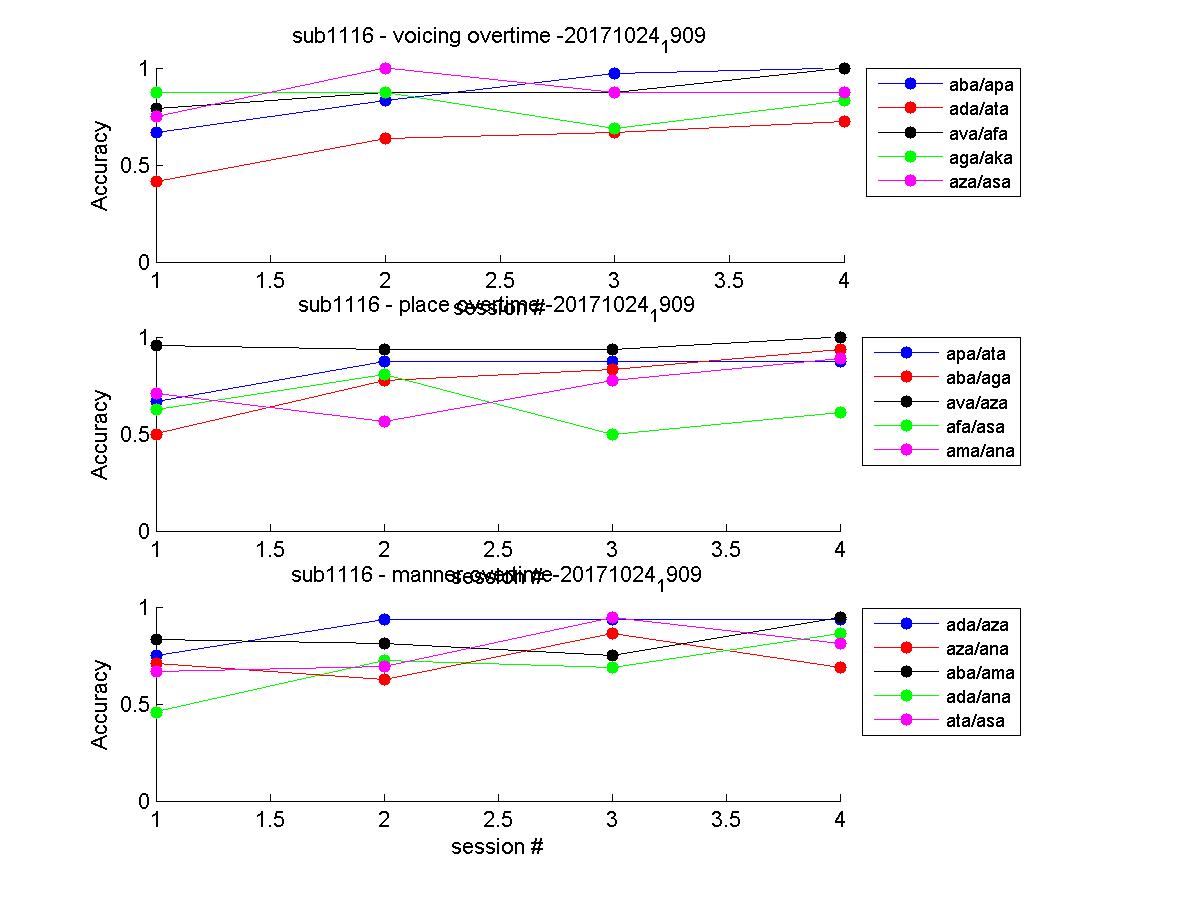 sub1116 - voicing overtime -20171024₁909
1
0.5
0
Accuracy
1 1.5 2 2.5 3 3.5 4
session #
aba/apa
ada/ata
ava/afa
aga/aka
aza/asa
sub1116 - place overtime -20171024₁909
1
0.5
0
Accuracy
1 1.5 2 2.5 3 3.5 4
session #
apa/ata
aba/aga
ava/aza
afa/asa
ama/ana
sub1116 - manner overtime -20171024₁909
1
0.5
0
Accuracy
1 1.5 2 2.5 3 3.5 4
session #
ada/aza
aza/ana
aba/ama
ada/ana
ata/asa